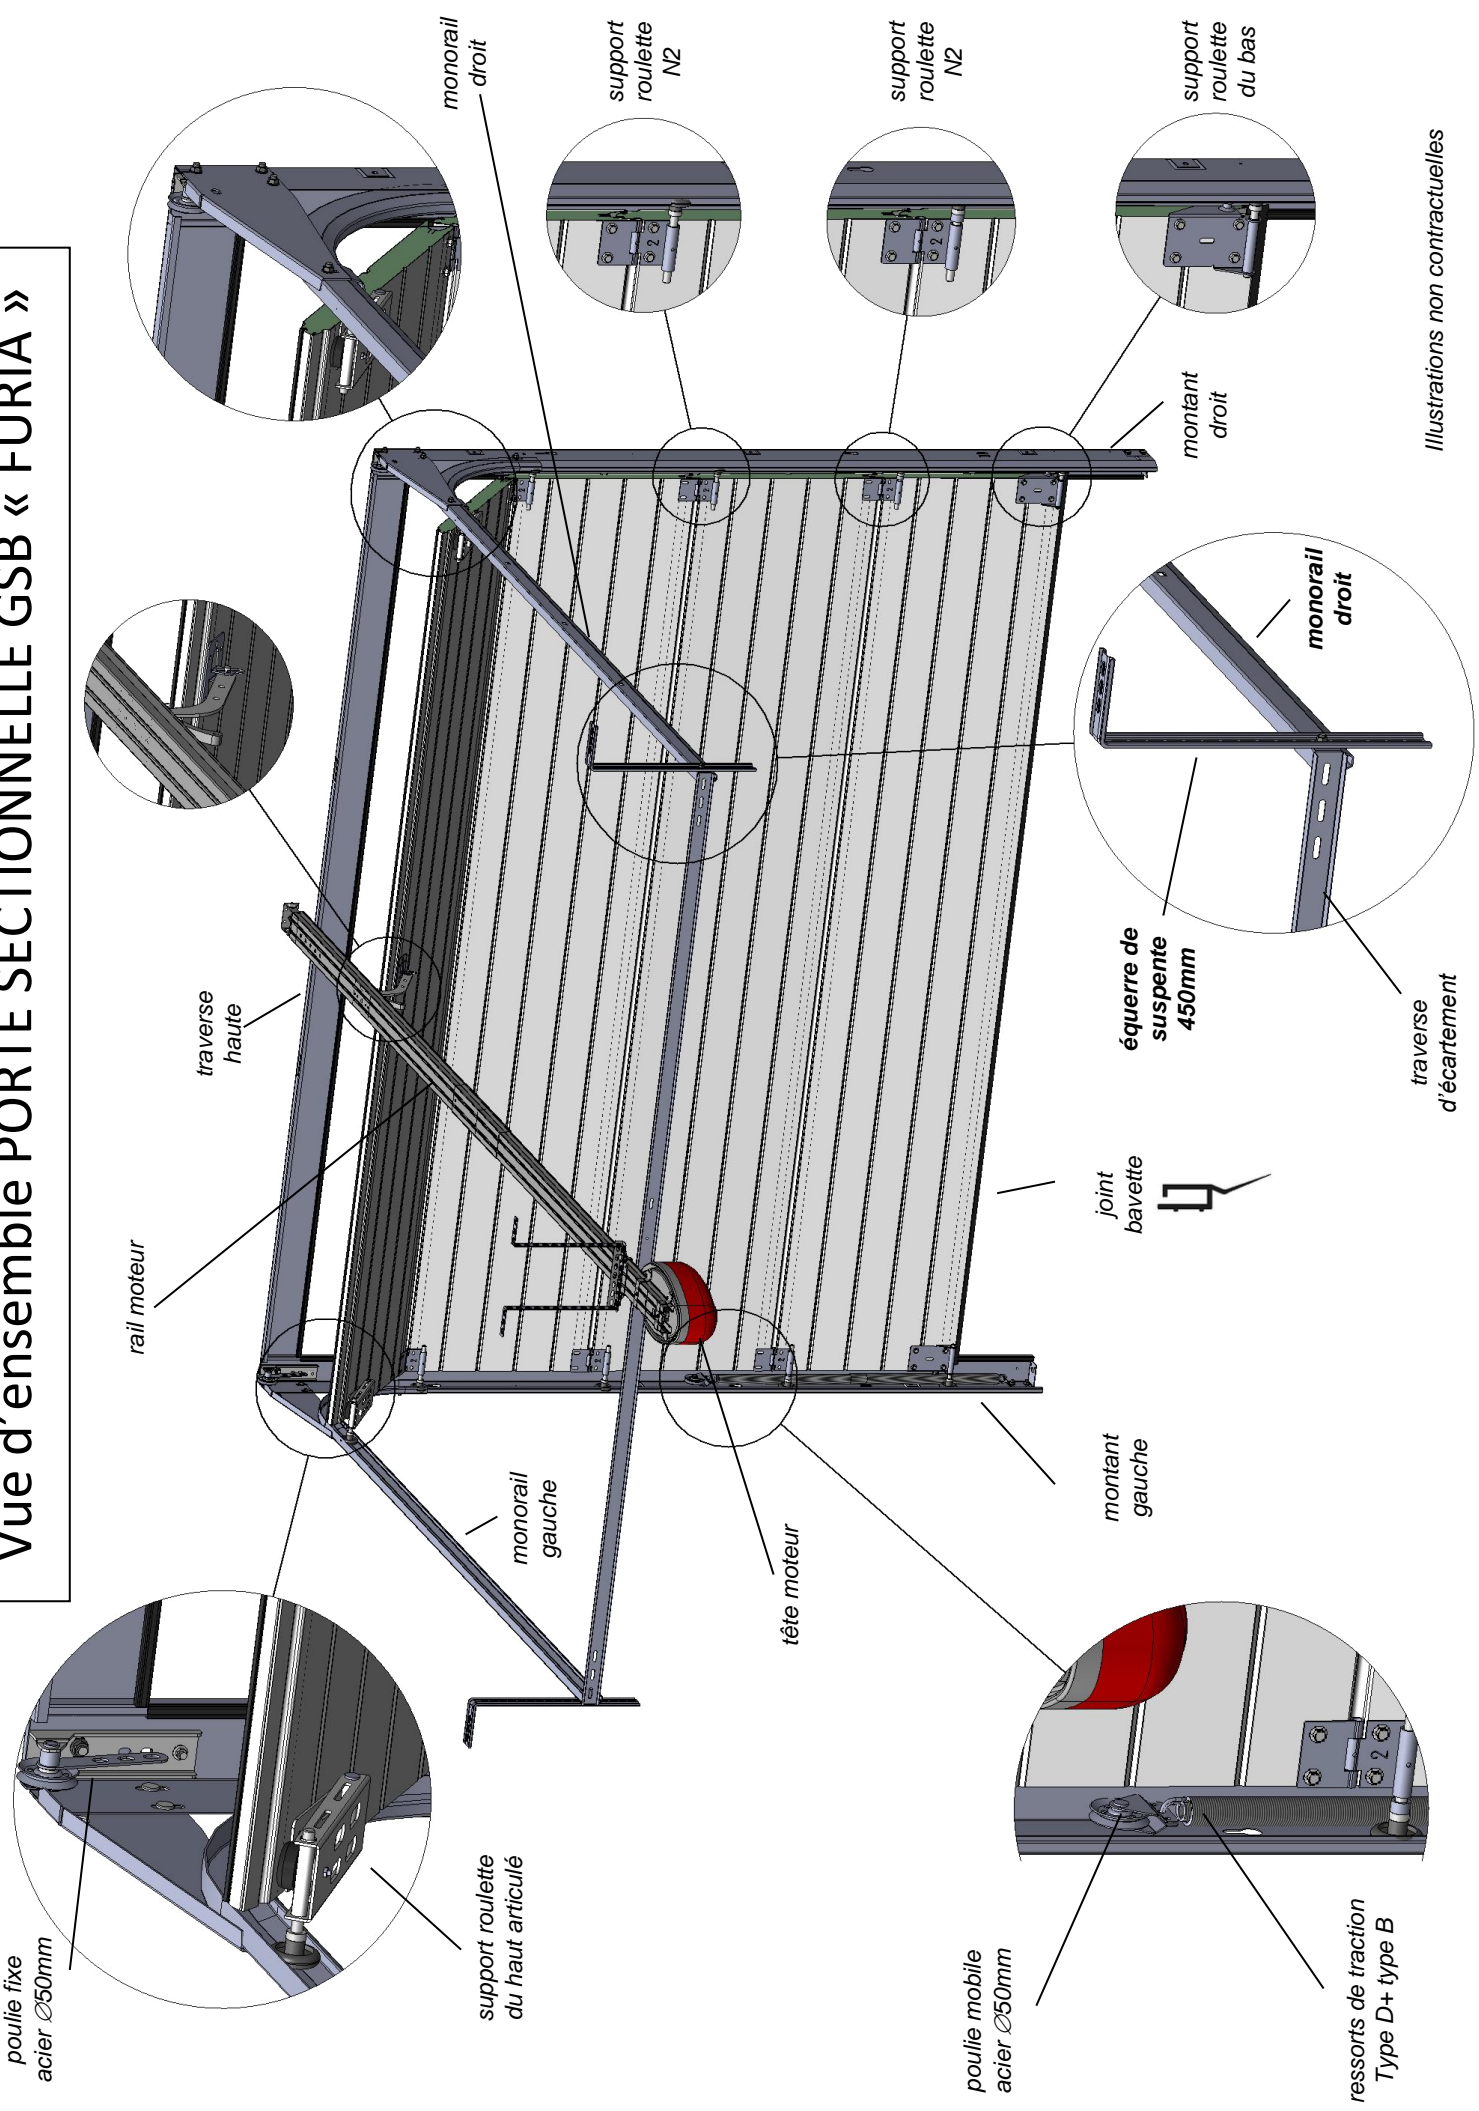 Vue d'ensemble PORTE SECTIONNELLE GSB « FURIA »
poulie fixe
acier ∅50mm
rail moteur
traverse
haute
monorail
droit
support
roulette
N2
support
roulette
N2
support
roulette
du bas
support roulette
du haut articulé
monorail
gauche
tête moteur
montant
droit
poulie mobile
acier ∅50mm
montant
gauche
joint
bavette
équerre de
suspente
450mm
monorail
droit
traverse
d'écartement
ressorts de traction
Type D+ type B
Illustrations non contractuelles
2
2
2